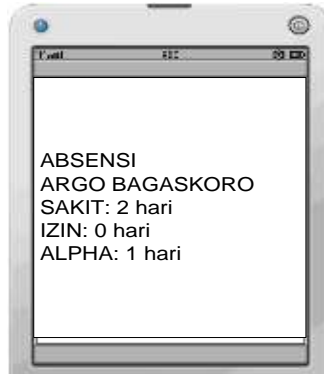 ABSENSI
ARGO BAGASKORO
SAKIT: 2 hari
IZIN: 0 hari
ALPHA: 1 hari